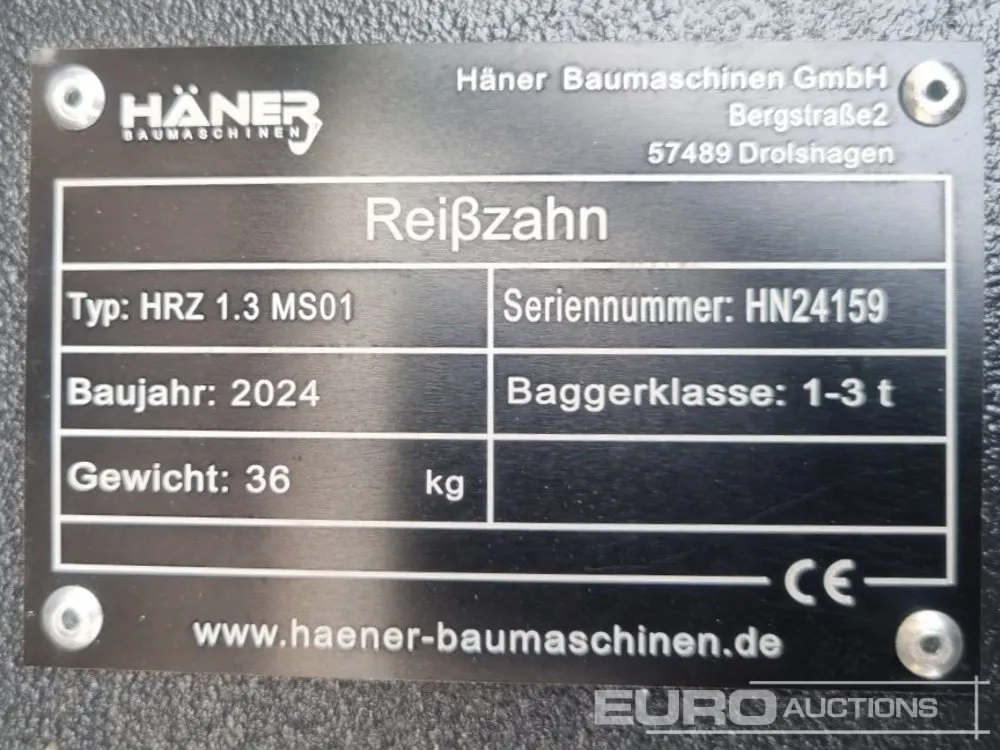 HÄNER
BAUMASCHINEN
Häner Baumaschinen GmbH
Bergstraße2
57489 Drolshagen
Reißzahn
Typ: HRZ 1.3 MS01
Seriennummer: HN24159
Baujahr: 2024
Baggerklasse: 1-3 t
Gewicht: 36 kg
CE
www.haener-baumaschinen.de
EURO AUCTIONS